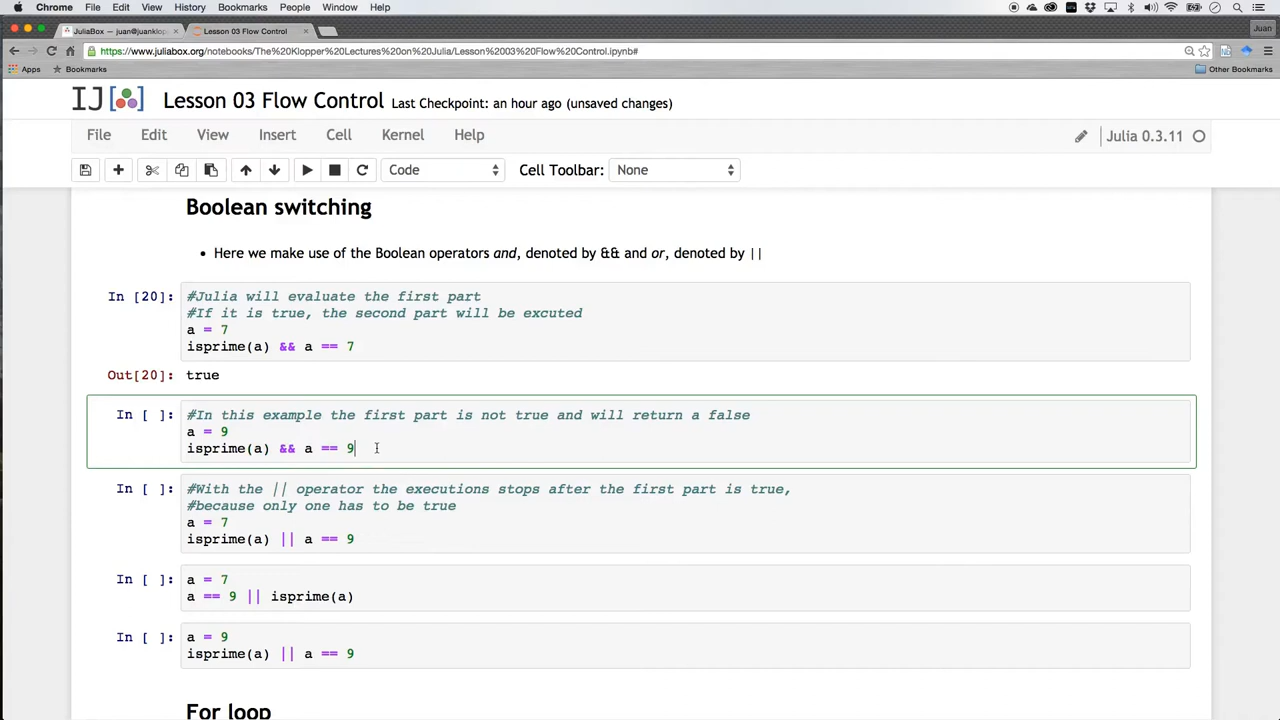 Chrome File Edit View History Bookmarks People Window Help
JuliaBox — juan@juanklop × Lesson 03 Flow Control × Juan
https://www.juliabox.org/notebooks/The%20Klopper%20Lectures%20on%20Julia/Lesson%2003%20Flow%20Control.ipynb#
Apps Bookmarks Other Bookmarks
IJ[ ] Lesson 03 Flow Control Last Checkpoint: an hour ago (unsaved changes)
File Edit View Insert Cell Kernel Help Julia 0.3.11
Code Cell Toolbar: None
Boolean switching
• Here we make use of the Boolean operators and, denoted by && and or, denoted by ||
In [20]: #Julia will evaluate the first part
#If it is true, the second part will be excuted
a = 7
isprime(a) && a == 7
Out[20]: true
In [ ]: #In this example the first part is not true and will return a false
a = 9
isprime(a) && a == 9
In [ ]: #With the || operator the executions stops after the first part is true,
#because only one has to be true
a = 7
isprime(a) || a == 9
In [ ]: a = 7
a == 9 || isprime(a)
In [ ]: a = 9
isprime(a) || a == 9
For loop